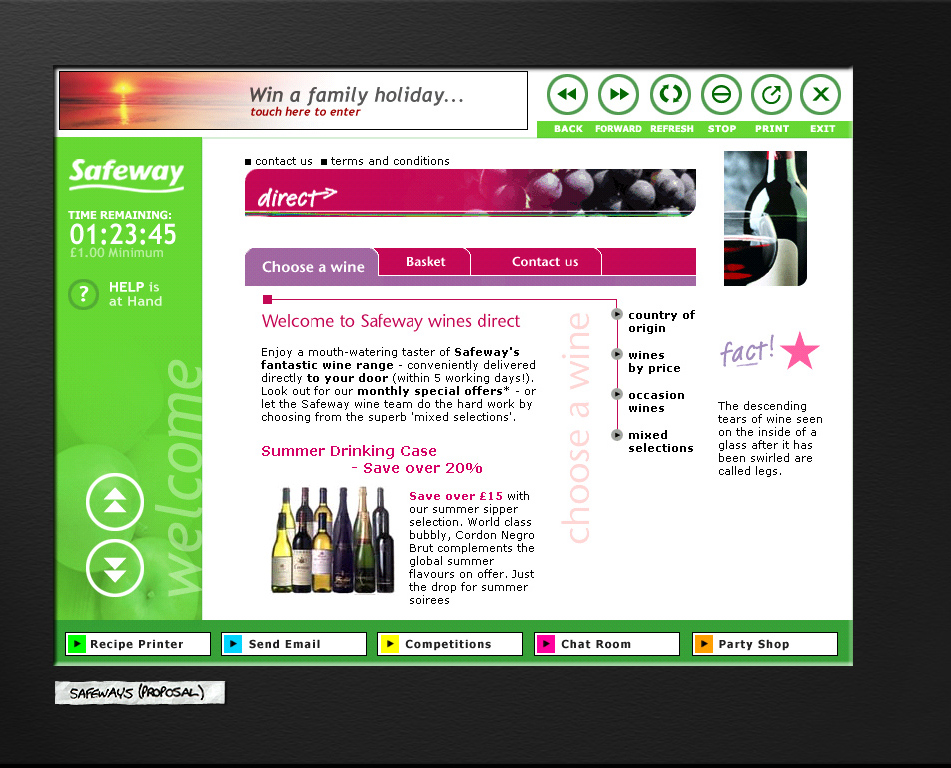 Win a family holiday...
touch here to enter
BACK FORWARD REFRESH STOP PRINT EXIT
Safeway
TIME REMAINING:
01:23:45
£1.00 Minimum
?
HELP is
at Hand
welcome
contact us terms and conditions
direct
Choose a wine Basket Contact us
Welcome to Safeway wines direct
Enjoy a mouth-watering taster of Safeway's
fantastic wine range - conveniently delivered
directly to your door (within 5 working days!).
Look out for our monthly special offers* - or
let the Safeway wine team do the hard work by
choosing from the superb 'mixed selections'.
Summer Drinking Case
- Save over 20%
Save over £15 with
our summer sipper
selection. World class
bubbly, Cordon Negro
Brut complements the
global summer
flavours on offer. Just
the drop for summer
soirees
choose a wine
country of
origin
wines
by price
occasion
wines
mixed
selections
fact!
The descending
tears of wine seen
on the inside of a
glass after it has
been swirled are
called legs.
Recipe Printer Send Email Competitions Chat Room Party Shop
SAFEWAYS (PROPOSAL)